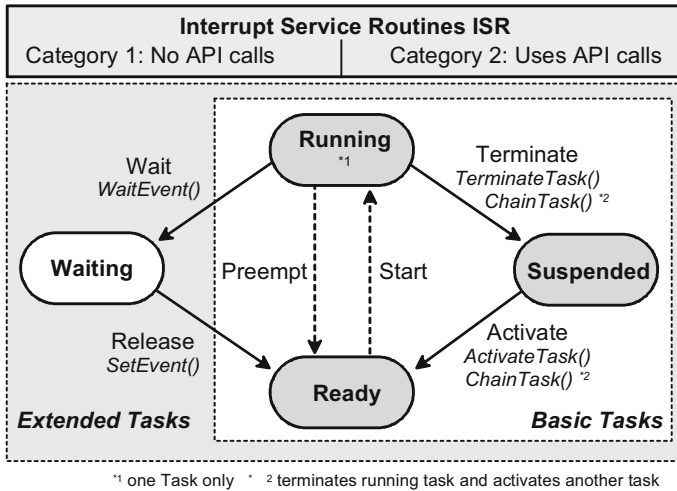 Interrupt Service Routines ISR
Category 1: No API calls
Category 2: Uses API calls
Running
*1
Wait
WaitEvent()
Terminate
TerminateTask()
ChainTask() *2
Waiting
Preempt
Start
Suspended
Release
SetEvent()
Activate
ActivateTask()
ChainTask() *2
Ready
Extended Tasks
Basic Tasks
*1 one Task only * 2 terminates running task and activates another task